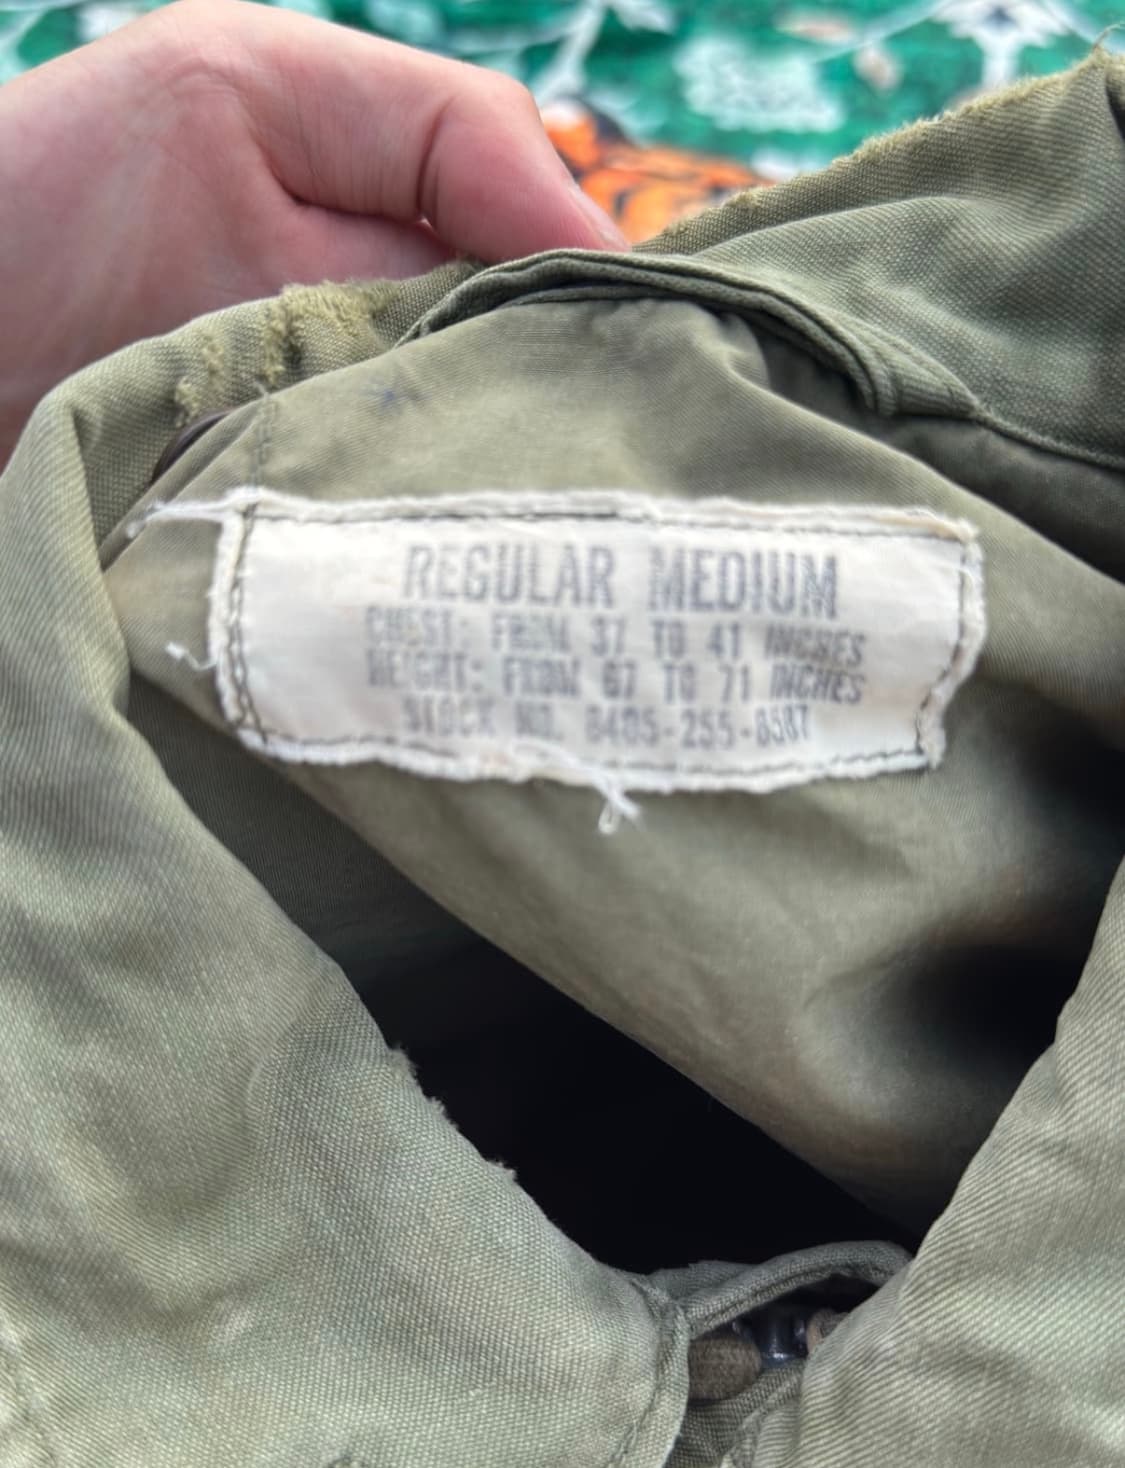 REGULAR MEDIUM
CHEST: FROM 37 TO 41 INCHES
HEIGHT: FROM 67 TO 71 INCHES
STOCK NO. 8405-255-8587